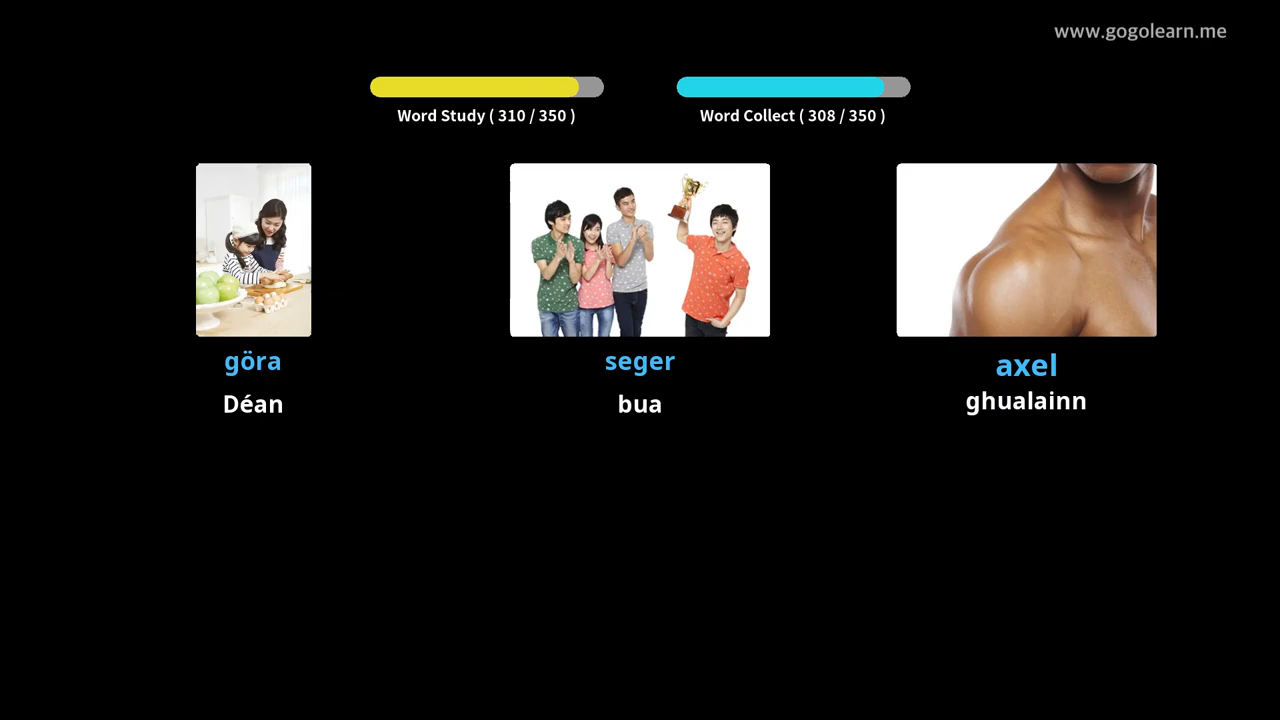 www.gogolearn.me
Word Study ( 310 / 350 )
Word Collect ( 308 / 350 )
göra
seger
axel
Déan
bua
ghualainn